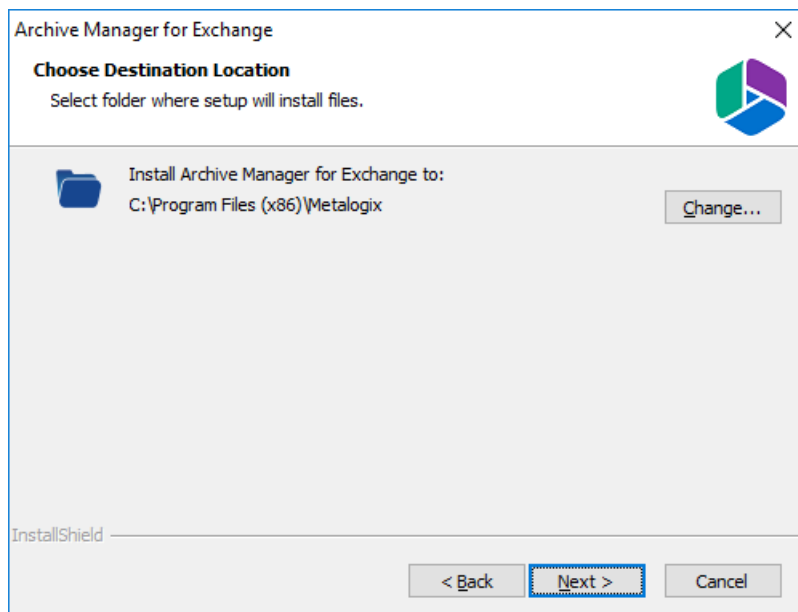 Archive Manager for Exchange
Choose Destination Location
Select folder where setup will install files.
Install Archive Manager for Exchange to:
C:\Program Files (x86)\Metalogix
Change...
InstallShield
< Back
Next >
Cancel